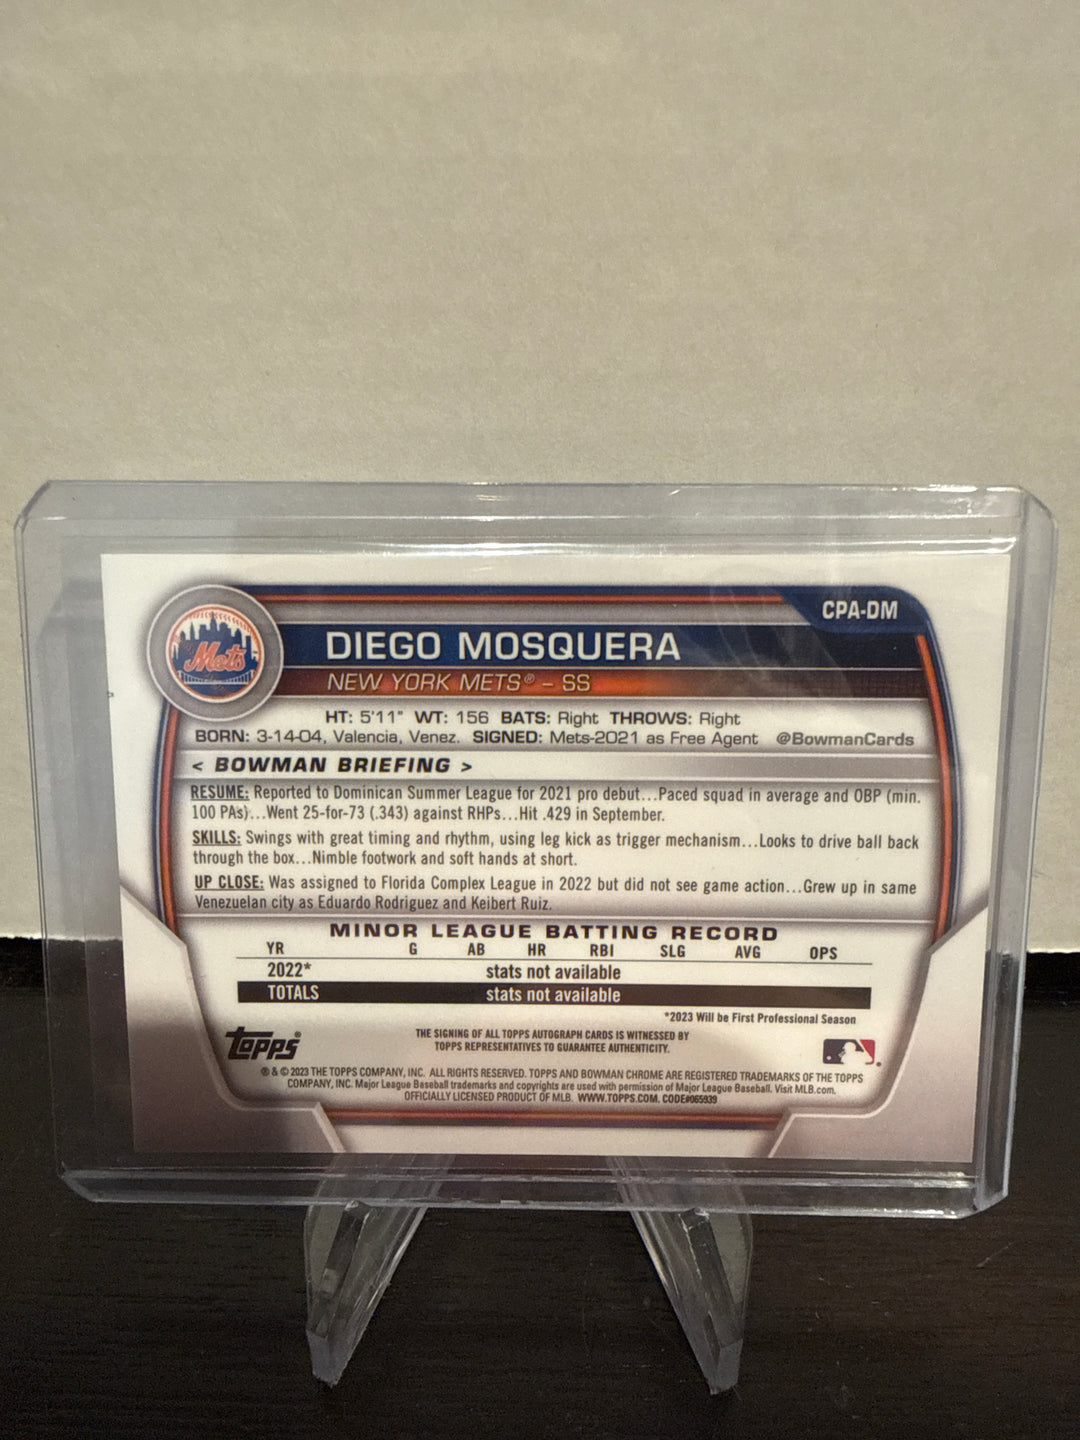 CPA-DM
Mets
DIEGO MOSQUERA
NEW YORK METS® – SS
HT: 5'11" WT: 156 BATS: Right THROWS: Right
BORN: 3-14-04, Valencia, Venez. SIGNED: Mets-2021 as Free Agent @BowmanCards
< BOWMAN BRIEFING >
RESUME: Reported to Dominican Summer League for 2021 pro debut...Paced squad in average and OBP (min.
100 PAs)...Went 25-for-73 (.343) against RHPs...Hit .429 in September.
SKILLS: Swings with great timing and rhythm, using leg kick as trigger mechanism...Looks to drive ball back
through the box...Nimble footwork and soft hands at short.
UP CLOSE: Was assigned to Florida Complex League in 2022 but did not see game action...Grew up in same
Venezuelan city as Eduardo Rodriguez and Keibert Ruiz.
MINOR LEAGUE BATTING RECORD
YR G AB HR RBI SLG AVG OPS
2022* stats not available
TOTALS stats not available
*2023 Will be First Professional Season
TOPPS®
THE SIGNING OF ALL TOPPS AUTOGRAPH CARDS IS WITNESSED BY
TOPPS REPRESENTATIVES TO GUARANTEE AUTHENTICITY.
® & © 2023 THE TOPPS COMPANY, INC. ALL RIGHTS RESERVED. TOPPS AND BOWMAN CHROME ARE REGISTERED TRADEMARKS OF THE TOPPS
COMPANY, INC. Major League Baseball trademarks and copyrights are used with permission of Major League Baseball. Visit MLB.com.
OFFICIALLY LICENSED PRODUCT OF MLB. WWW.TOPPS.COM. CODE#065939